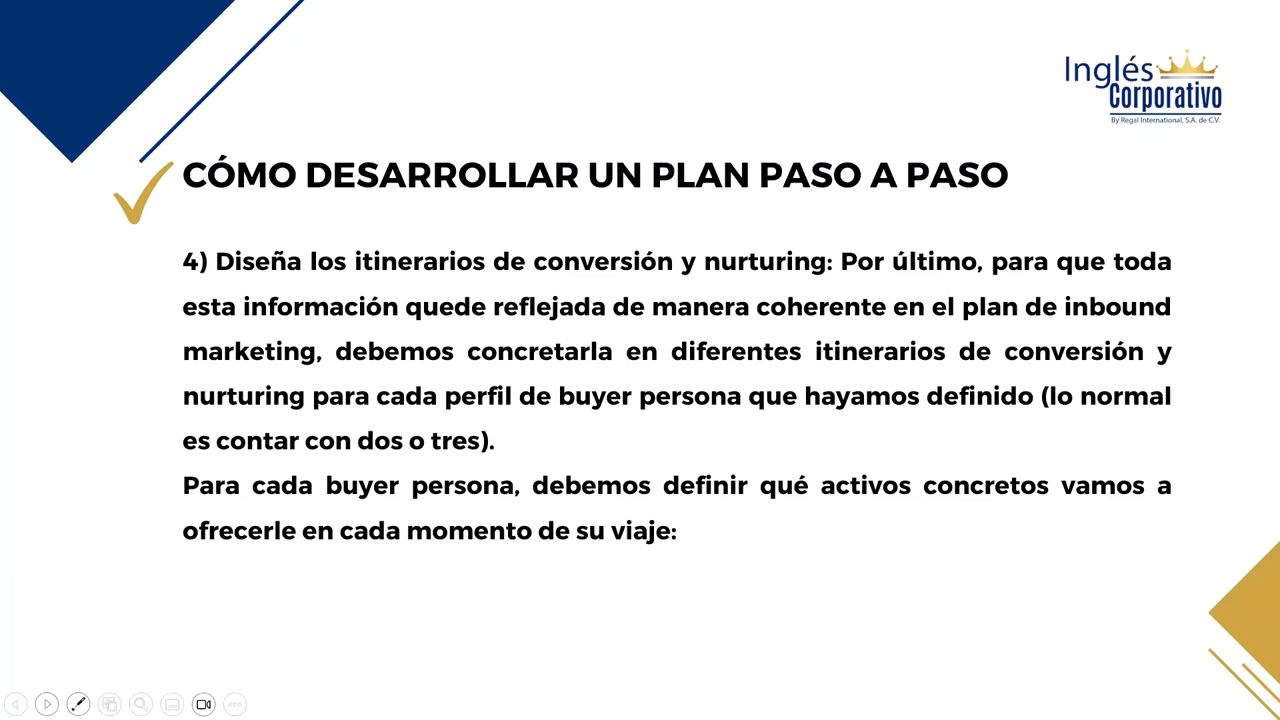 Inglés
Corporativo
By Regal International, S.A. de C.V.
CÓMO DESARROLLAR UN PLAN PASO A PASO
4) Diseña los itinerarios de conversión y nurturing: Por último, para que toda
esta información quede reflejada de manera coherente en el plan de inbound
marketing, debemos concretarla en diferentes itinerarios de conversión y
nurturing para cada perfil de buyer persona que hayamos definido (lo normal
es contar con dos o tres).
Para cada buyer persona, debemos definir qué activos concretos vamos a
ofrecerle en cada momento de su viaje: